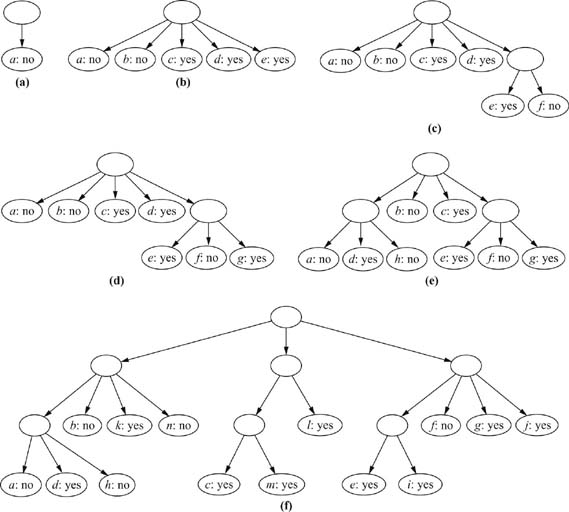 a: no
(a)
a: no b: no c: yes d: yes e: yes
(b)
a: no b: no c: yes d: yes
e: yes f: no
(c)
a: no b: no c: yes d: yes
e: yes f: no g: yes
(d)
b: no c: yes
a: no d: yes h: no e: yes f: no g: yes
(e)
b: no k: yes n: no l: yes f: no g: yes j: yes
a: no d: yes h: no c: yes m: yes e: yes i: yes
(f)